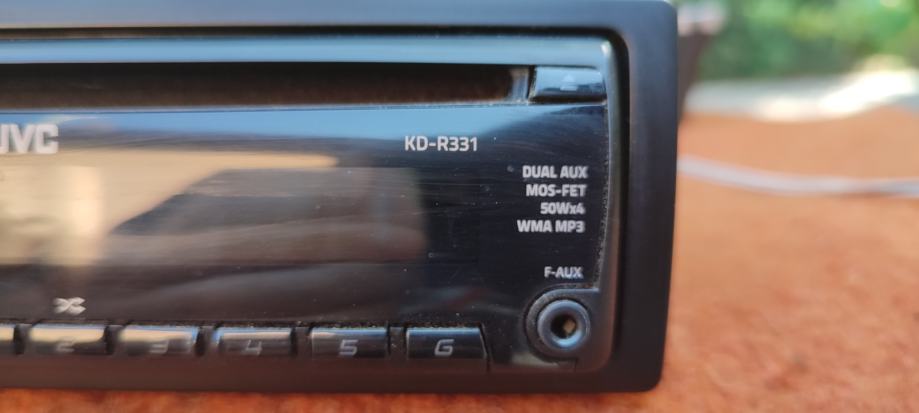 JVC
KD-R331
DUAL AUX
MOS-FET
50Wx4
WMA MP3
F-AUX
2 3 4 5 6